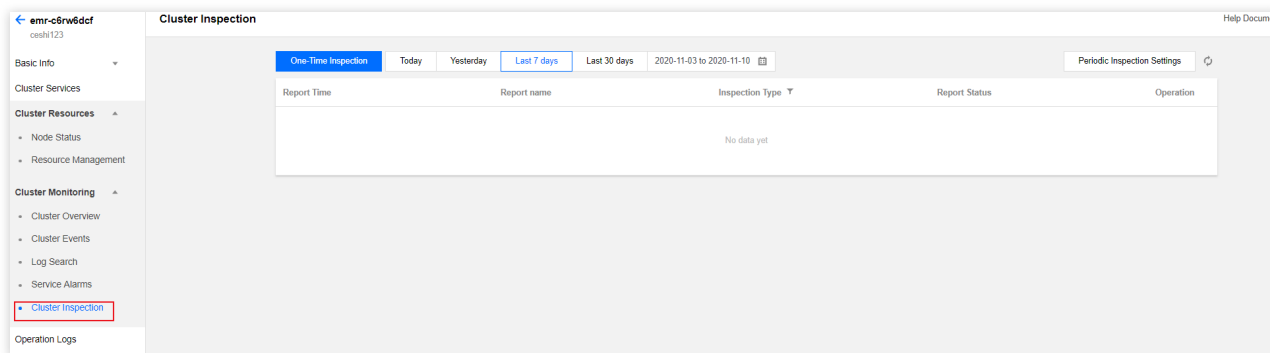 emr-c6rw6dcf
ceshi123
Cluster Inspection
Help Docum
Basic Info
Cluster Services
Cluster Resources
Node Status
Resource Management
Cluster Monitoring
Cluster Overview
Cluster Events
Log Search
Service Alarms
Cluster Inspection
Operation Logs
One-Time Inspection Today Yesterday Last 7 days Last 30 days 2020-11-03 to 2020-11-10 Periodic Inspection Settings
Report Time Report name Inspection Type Report Status Operation
No data yet